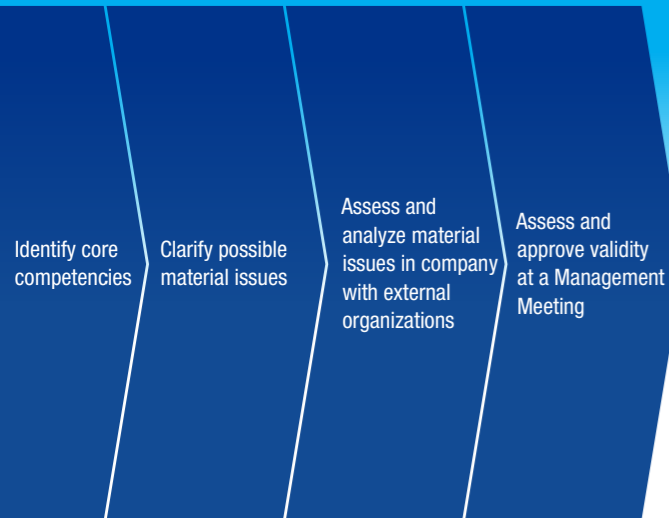 Identify core
competencies
Clarify possible
material issues
Assess and
analyze material
issues in company
with external
organizations
Assess and
approve validity
at a Management
Meeting